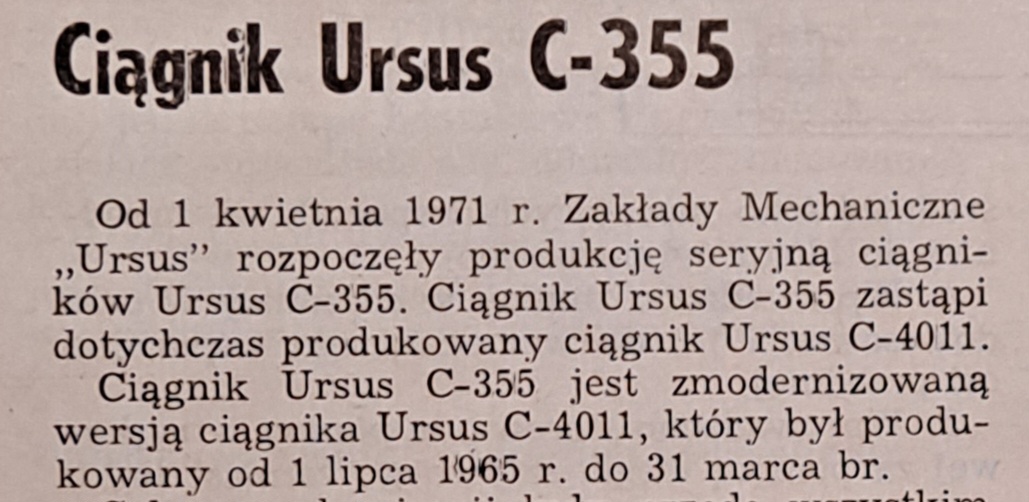 Ciągnik Ursus C-355
Od 1 kwietnia 1971 r. Zakłady Mechaniczne
„Ursus” rozpoczęły produkcję seryjną ciągni-
ków Ursus C-355. Ciągnik Ursus C-355 zastąpi
dotychczas produkowany ciągnik Ursus C-4011.
Ciągnik Ursus C-355 jest zmodernizowaną
wersją ciągnika Ursus C-4011, który był produ-
kowany od 1 lipca 1965 r. do 31 marca br.